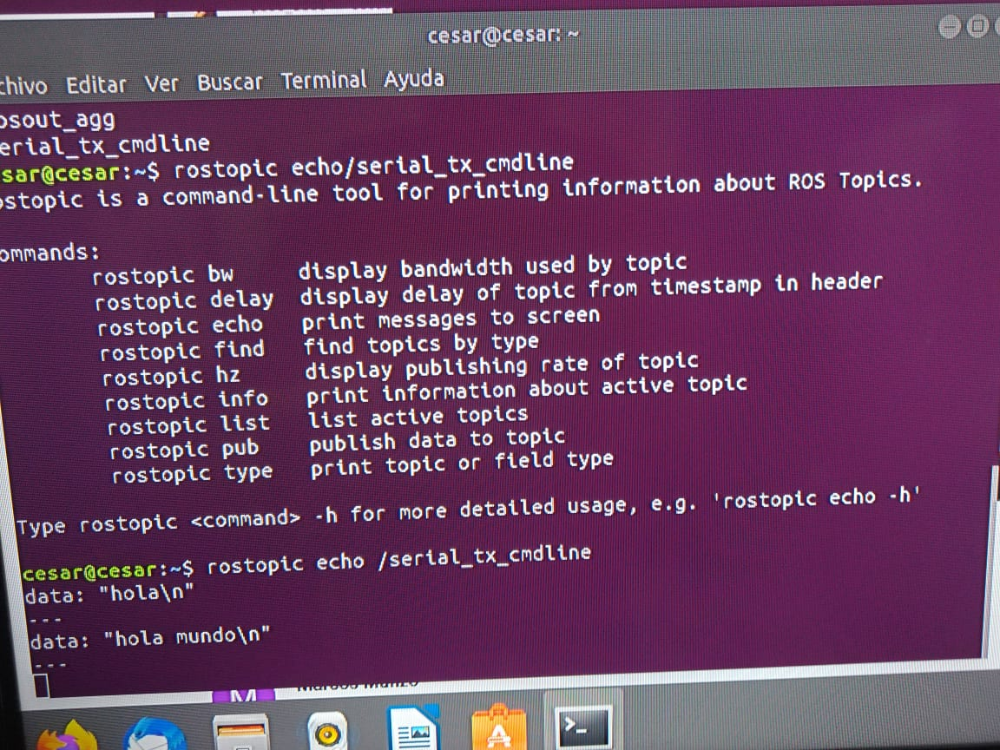 cesar@cesar: ~
chivo Editar Ver Buscar Terminal Ayuda
osout_agg
erial_tx_cmdline
sar@cesar:~$ rostopic echo/serial_tx_cmdline
ostopic is a command-line tool for printing information about ROS Topics.
ommands:
rostopic bw display bandwidth used by topic
rostopic delay display delay of topic from timestamp in header
rostopic echo print messages to screen
rostopic find find topics by type
rostopic hz display publishing rate of topic
rostopic info print information about active topic
rostopic list list active topics
rostopic pub publish data to topic
rostopic type print topic or field type
Type rostopic <command> -h for more detailed usage, e.g. 'rostopic echo -h'
cesar@cesar:~$ rostopic echo /serial_tx_cmdline
data: "hola\n"
---
data: "hola mundo\n"
---